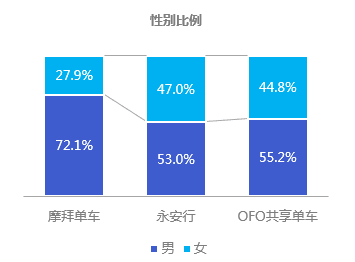 性别比例
27.9% 47.0% 44.8%
72.1% 53.0% 55.2%
摩拜单车 永安行 OFO共享单车
男 女